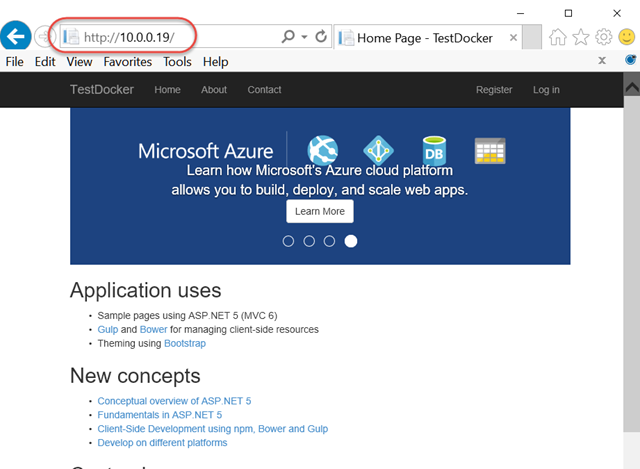 http://10.0.0.19/
Home Page - TestDocker
File Edit View Favorites Tools Help
TestDocker Home About Contact Register Log in
Microsoft Azure
DB
Learn how Microsoft's Azure cloud platform
allows you to build, deploy, and scale web apps.
Learn More
Application uses
Sample pages using ASP.NET 5 (MVC 6)
Gulp and Bower for managing client-side resources
Theming using Bootstrap
New concepts
Conceptual overview of ASP.NET 5
Fundamentals in ASP.NET 5
Client-Side Development using npm, Bower and Gulp
Develop on different platforms